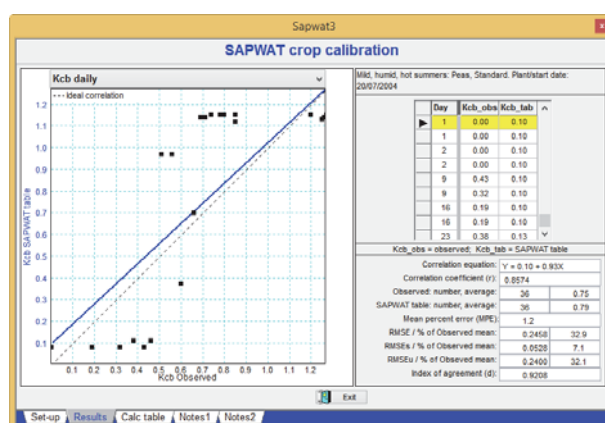 Sapwat3
x
SAPWAT crop calibration
Kcb daily
--- Ideal correlation
1.2
1.1
1.0
0.9
0.8
0.7
0.6
0.5
0.4
0.3
0.2
0.1
Kcb SAPWAT table
0.1 0.2 0.3 0.4 0.5 0.6 0.7 0.8 0.9 1.0 1.1 1.2
Kcb Observed
Mild, humid, hot summers: Peas, Standard. Plant/start date:
20/07/2004
Day Kcb_obs Kcb_tab
1 0.00 0.10
1 0.00 0.10
2 0.00 0.10
2 0.00 0.10
9 0.43 0.10
9 0.32 0.10
16 0.19 0.10
16 0.19 0.10
23 0.38 0.13
Kcb_obs = observed; Kcb_tab = SAPWAT table
Correlation equation: Y = 0.10 + 0.93X
Correlation coefficient (r): 0.8574
Observed: number, average: 36 0.75
SAPWAT table: number, average: 36 0.79
Mean percent error (MPE): 1.2
RMSE / % of Observed mean: 0.2458 32.9
RMSEs / % of Observed mean: 0.0528 7.1
RMSEu / % of Observed mean: 0.2400 32.1
Index of agreement (d): 0.9208
Exit
Set-up Results Calc table Notes1 Notes2